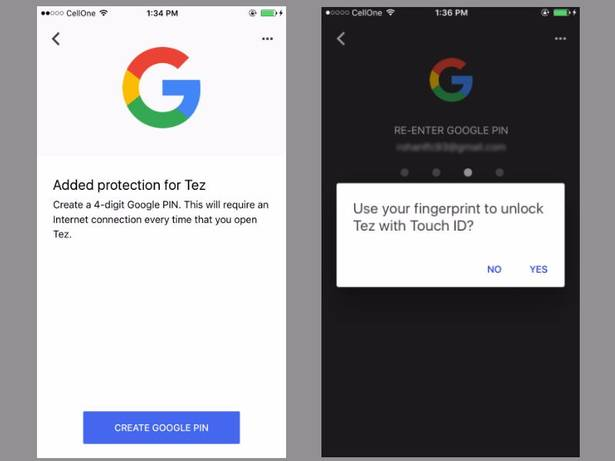 CellOne 1:34 PM
Added protection for Tez
Create a 4-digit Google PIN. This will require an
Internet connection every time that you open
Tez.
CREATE GOOGLE PIN
CellOne 1:36 PM
RE-ENTER GOOGLE PIN
Use your fingerprint to unlock
Tez with Touch ID?
NO YES